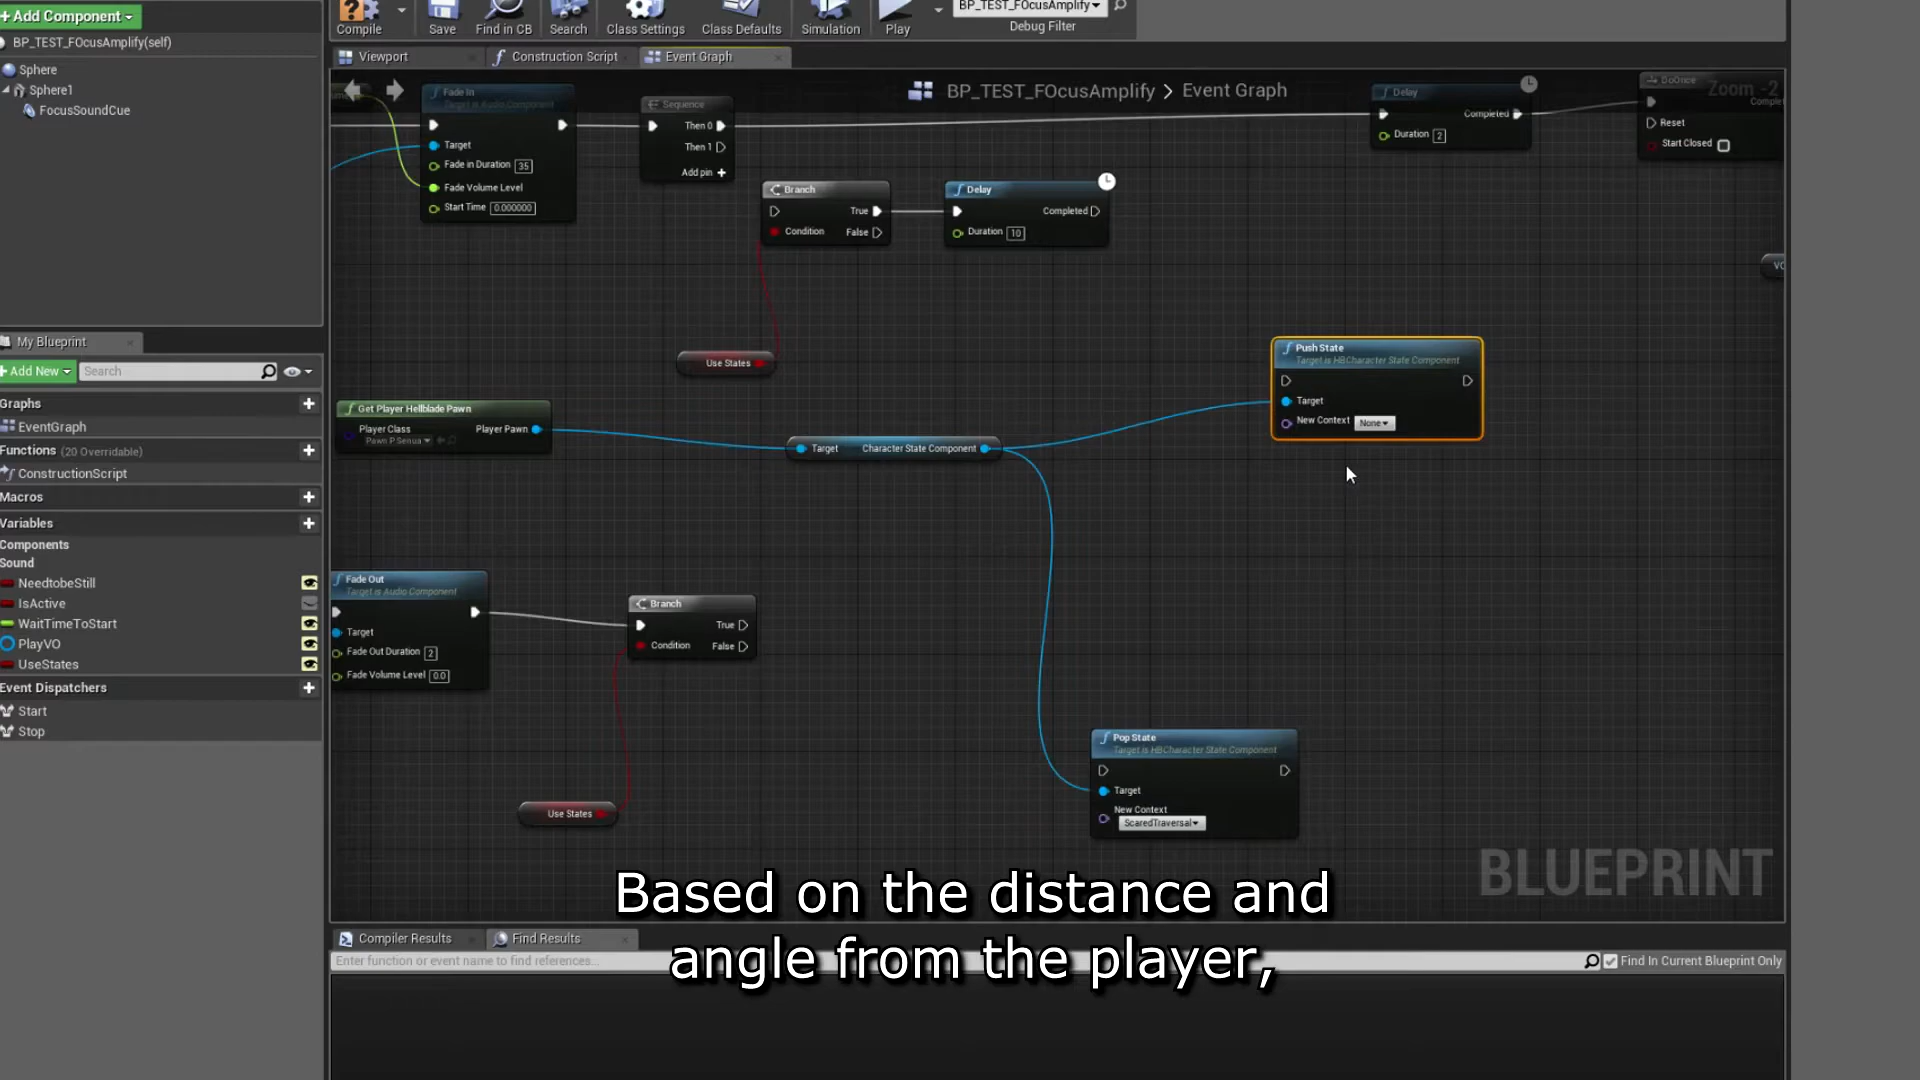 +Add Component
BP_TEST_FOcusAmplify(self)
Sphere
Sphere1
FocusSoundCue
Compile
Save
Find in CB
Search
Class Settings
Class Defaults
Simulation
Play
BP_TEST_FOcusAmplify
Debug Filter
Viewport
Construction Script
Event Graph
BP_TEST_FOcusAmplify > Event Graph
Zoom -2
Fade In
Target is Audio Component
Target
Fade in Duration 35
Fade Volume Level
Start Time 0.000000
Sequence
Then 0
Then 1
Add pin +
Delay
Completed
Duration 2
DoOnce
Reset
Start Closed
Branch
True
Condition
False
Delay
Completed
Duration 10
Use States
Push State
Target is HBCharacter State Component
Target
New Context None
Get Player Hellblade Pawn
Player Class
Player Pawn
Pawn P Senua
Target
Character State Component
Fade Out
Target is Audio Component
Target
Fade Out Duration 2
Fade Volume Level 0.0
Branch
True
Condition
False
Use States
Pop State
Target is HBCharacter State Component
Target
New Context
ScaredTraversal
BLUEPRINT
My Blueprint
+Add New
Search
Graphs
EventGraph
Functions (20 Overridable)
ConstructionScript
Macros
Variables
Components
Sound
NeedtobeStill
IsActive
WaitTimeToStart
PlayVO
UseStates
Event Dispatchers
Start
Stop
Compiler Results
Find Results
Enter function or event name to find references...
Find In Current Blueprint Only
Based on the distance and
angle from the player,